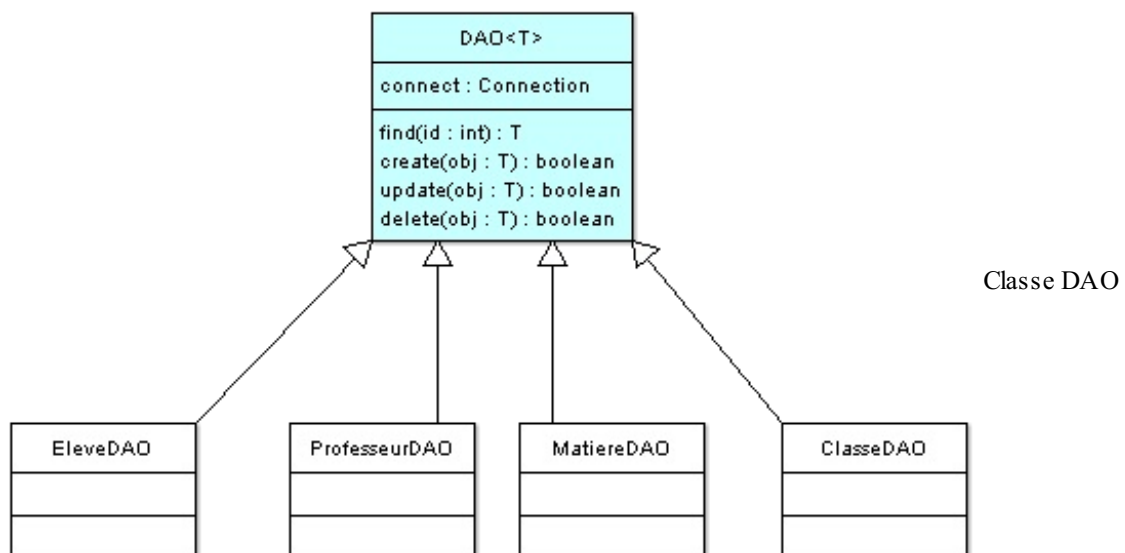 DAO<T>
connect : Connection
find(id : int) : T
create(obj : T) : boolean
update(obj : T) : boolean
delete(obj : T) : boolean
Classe DAO
EleveDAO
ProfesseurDAO
MatiereDAO
ClasseDAO